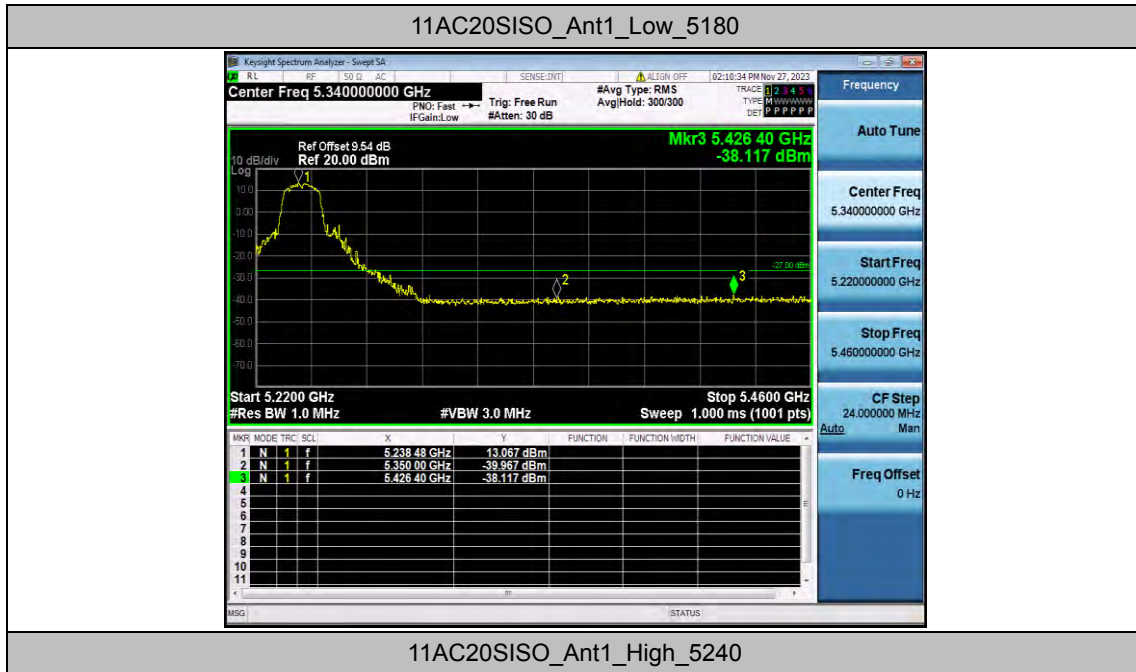 11AC20SISO_Ant1_Low_5180
Keysight Spectrum Analyzer - Swept SA
RL RF 50 Ω AC SENSE:INT ALIGN OFF 02:10:34 PM Nov 27, 2023
Center Freq 5.340000000 GHz
PNO: Fast
IFGain:Low
Trig: Free Run
#Atten: 30 dB
#Avg Type: RMS
Avg|Hold: 300/300
TRACE 1 2 3 4 5 6
TYPE M WWWWW
DET P P P P P P
Frequency
Auto Tune
Center Freq
5.340000000 GHz
Start Freq
5.220000000 GHz
Stop Freq
5.460000000 GHz
CF Step
24.000000 MHz
Auto Man
Freq Offset
0 Hz
Mkr3 5.426 40 GHz
-38.117 dBm
Ref Offset 9.54 dB
10 dB/div Ref 20.00 dBm
Log
1
10.0
0.00
-10.0
-20.0
-27.00 dBm
-30.0
2
3
-40.0
-50.0
-60.0
-70.0
Start 5.2200 GHz Stop 5.4600 GHz
#Res BW 1.0 MHz #VBW 3.0 MHz Sweep 1.000 ms (1001 pts)
MKR MODE TRC SCL X Y FUNCTION FUNCTION WIDTH FUNCTION VALUE
1 N 1 f 5.238 48 GHz 13.067 dBm
2 N 1 f 5.350 00 GHz -39.967 dBm
3 N 1 f 5.426 40 GHz -38.117 dBm
4
5
6
7
8
9
10
11
MSG STATUS
11AC20SISO_Ant1_High_5240